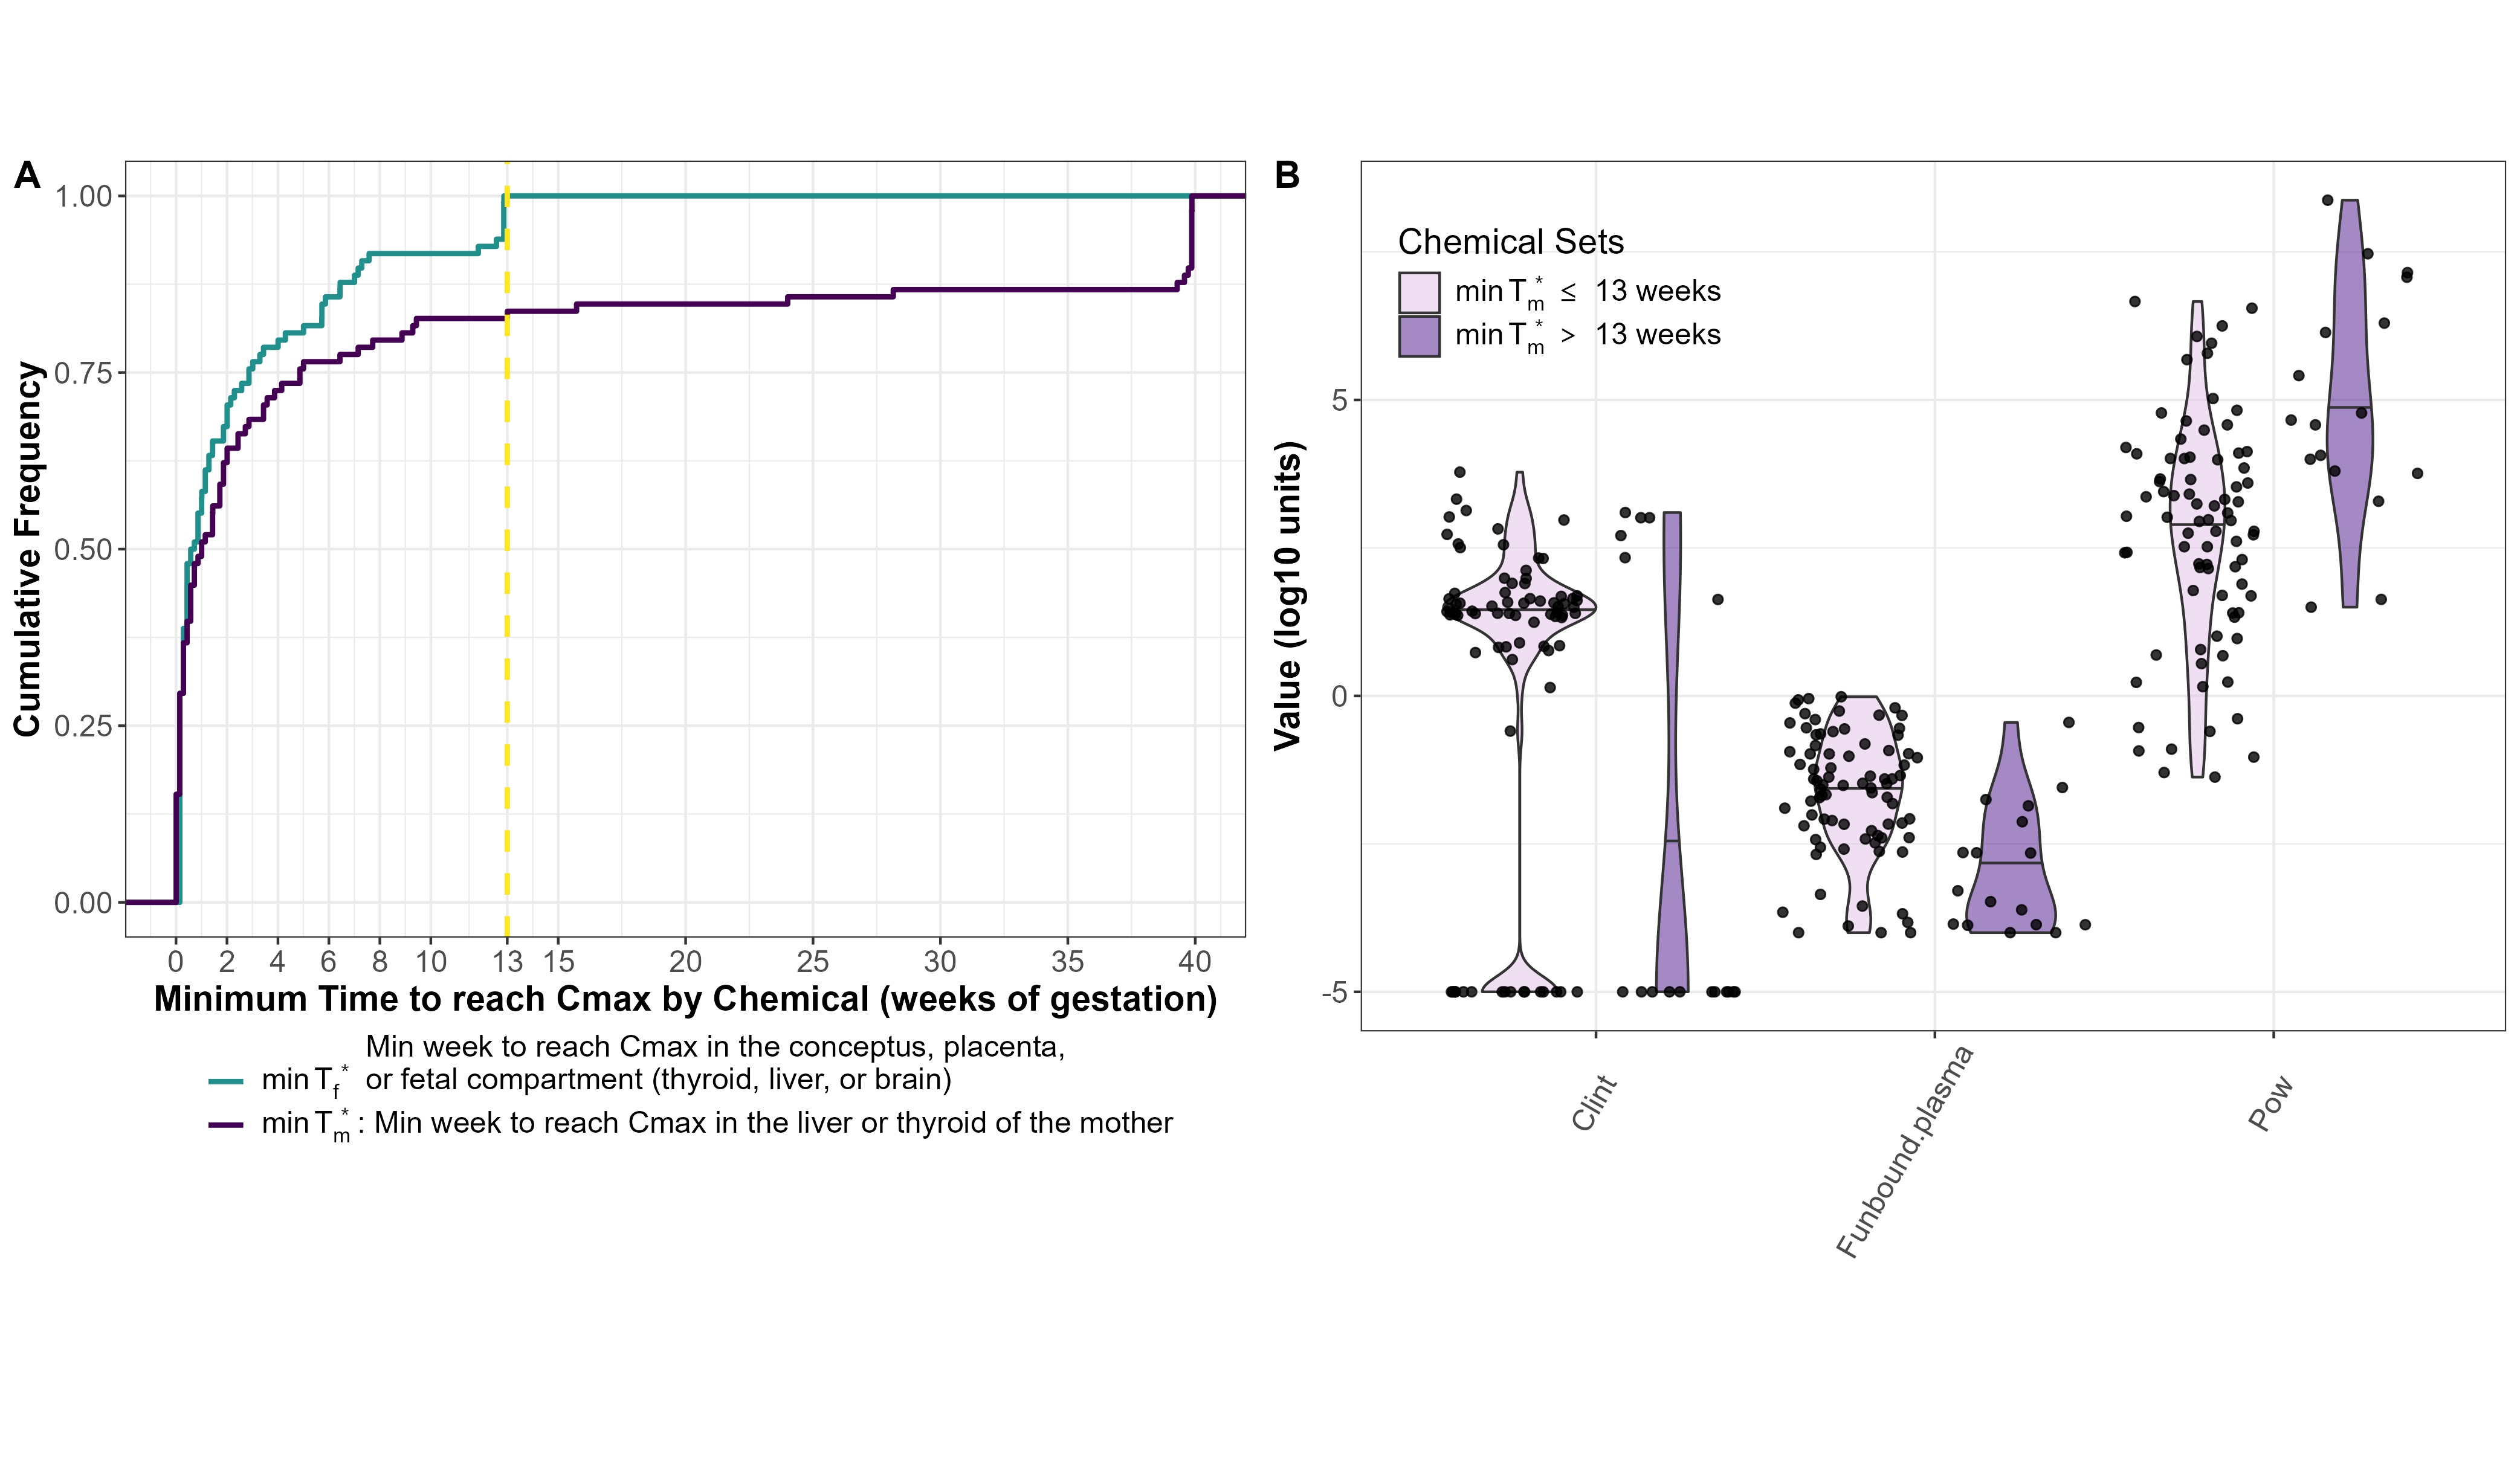 A
Cumulative Frequency
1.00
0.75
0.50
0.25
0.00
0 2 4 6 8 10 13 15 20 25 30 35 40
Minimum Time to reach Cmax by Chemical (weeks of gestation)
Min week to reach Cmax in the conceptus, placenta,
min T_f^* or fetal compartment (thyroid, liver, or brain)
min T_m^* : Min week to reach Cmax in the liver or thyroid of the mother
B
Value (log10 units)
5
0
-5
Chemical Sets
min T_m^* ≤ 13 weeks
min T_m^* > 13 weeks
Clint
Funbound.plasma
Pow